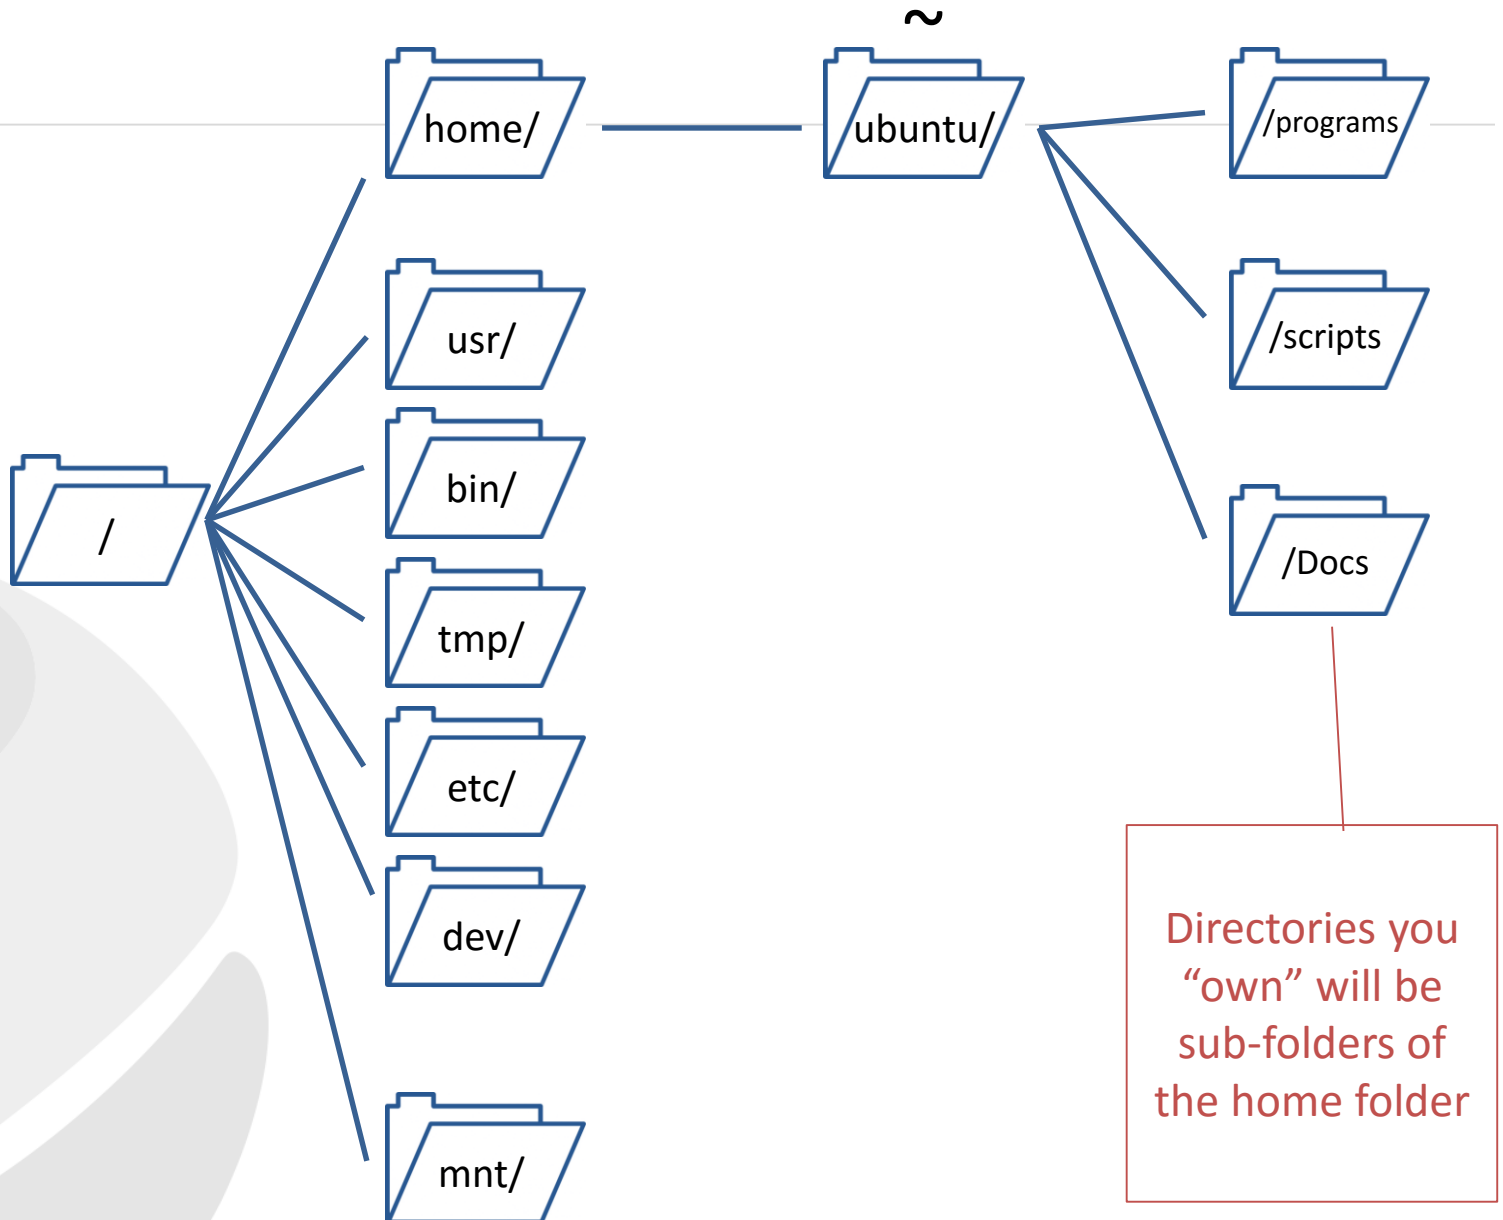 ~
home/
ubuntu/
/programs
usr/
/scripts
bin/
/
/Docs
tmp/
etc/
dev/
mnt/
Directories you
“own” will be
sub-folders of
the home folder